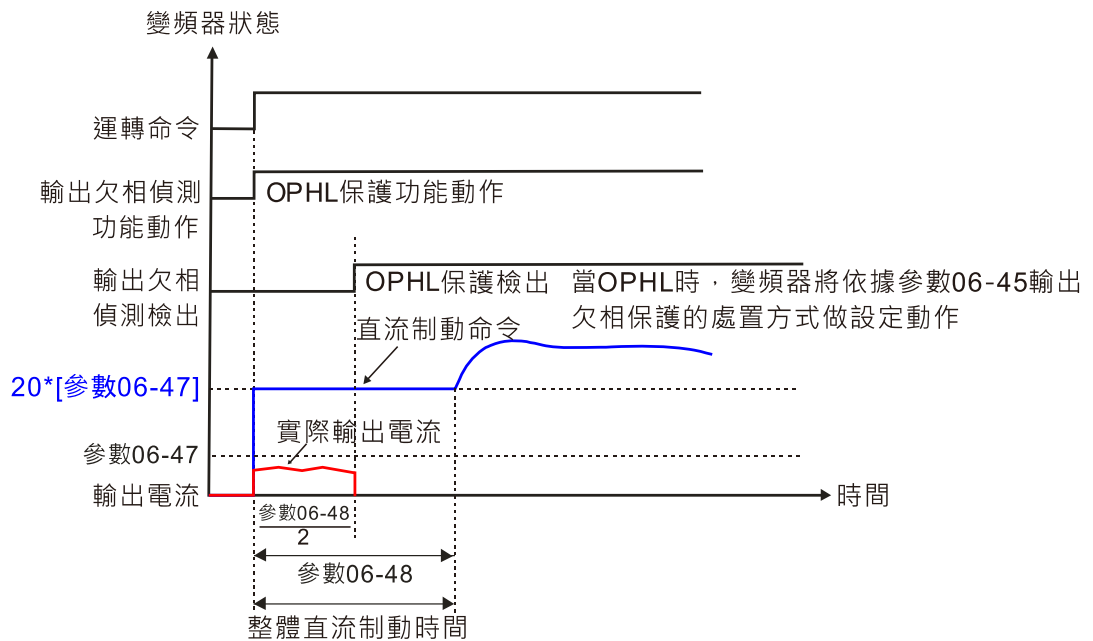 變頻器狀態
運轉命令
輸出欠相偵測
功能動作
OPHL保護功能動作
輸出欠相
偵測檢出
OPHL保護檢出
當OPHL時，變頻器將依據參數06-45輸出
欠相保護的處置方式做設定動作
直流制動命令
20*[參數06-47]
實際輸出電流
參數06-47
輸出電流
時間
參數06-48
2
參數06-48
整體直流制動時間